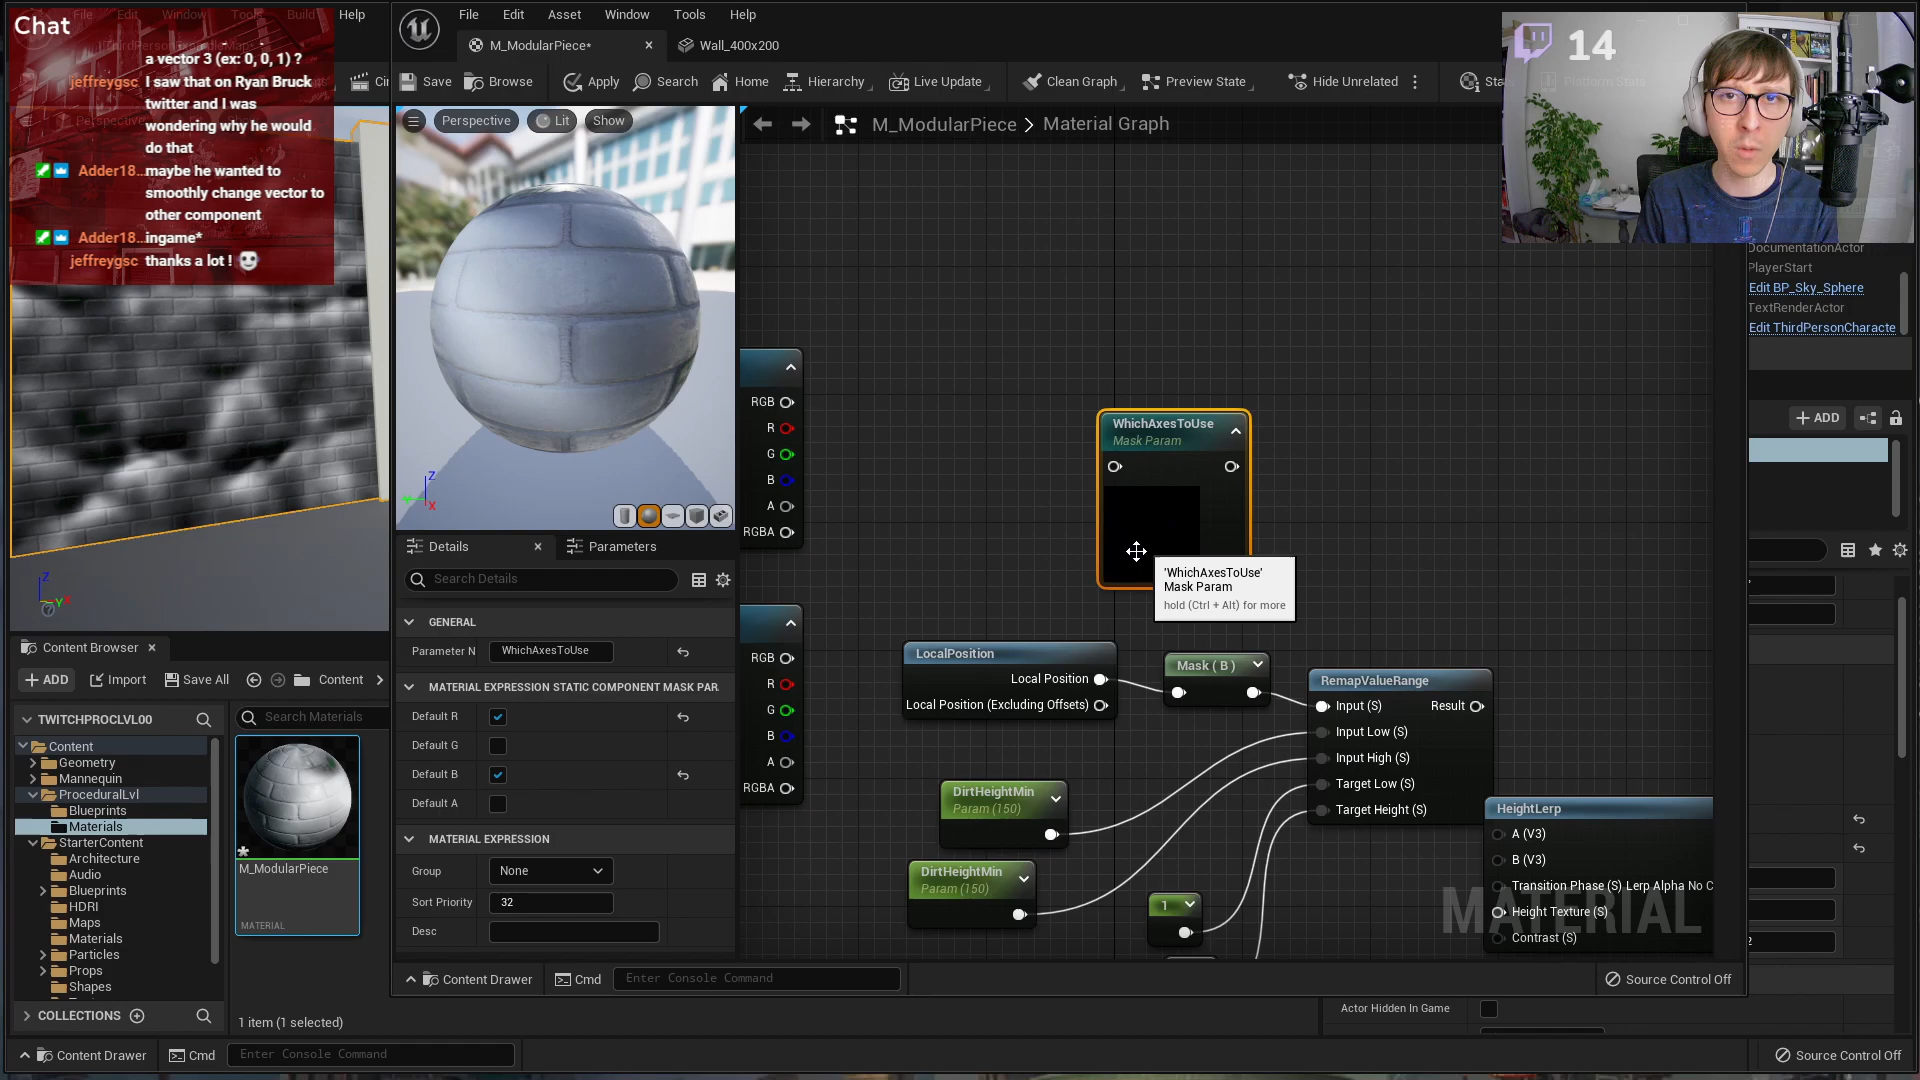 Chat
a vector 3 (ex: 0, 0, 1) ?
jeffreygsc I saw that on Ryan Bruck
twitter and I was
wondering why he would
do that
Adder18... maybe he wanted to
smoothly change vector to
other component
Adder18... ingame*
jeffreygsc thanks a lot !
Help
File Edit Asset Window Tools Help
M_ModularPiece*
Wall_400x200
Save
Browse
Apply
Search
Home
Hierarchy
Live Update
Clean Graph
Preview State
Hide Unrelated
14
Perspective
Lit
Show
M_ModularPiece > Material Graph
DocumentationActor
PlayerStart
Edit BP_Sky_Sphere
TextRenderActor
Edit ThirdPersonCharacte
ADD
RGB
R
G
B
A
RGBA
WhichAxesToUse
Mask Param
'WhichAxesToUse'
Mask Param
hold (Ctrl + Alt) for more
Z
X
Z
Y
Details
Parameters
Search Details
GENERAL
Parameter N
WhichAxesToUse
MATERIAL EXPRESSION STATIC COMPONENT MASK PAR
Default R
Default G
Default B
Default A
MATERIAL EXPRESSION
Group
None
Sort Priority
32
Desc
RGB
R
G
B
A
RGBA
LocalPosition
Local Position
Local Position (Excluding Offsets)
Mask ( B )
RemapValueRange
Input (S)
Result
Input Low (S)
Input High (S)
Target Low (S)
Target Height (S)
DirtHeightMin
Param (150)
DirtHeightMin
Param (150)
1
HeightLerp
A (V3)
B (V3)
Transition Phase (S) Lerp Alpha No C
Height Texture (S)
Contrast (S)
MATERIAL
Content Browser
ADD
Import
Save All
Content
TWITCHPROCLVL00
Search Materials
Content
Geometry
Mannequin
ProceduralLvl
Blueprints
Materials
StarterContent
Architecture
Audio
Blueprints
HDRI
Maps
Materials
Particles
Props
Shapes
M_ModularPiece
MATERIAL
COLLECTIONS
1 item (1 selected)
Content Drawer
Cmd
Enter Console Command
Source Control Off
Actor Hidden In Game
Content Drawer
Cmd
Enter Console Command
Source Control Off